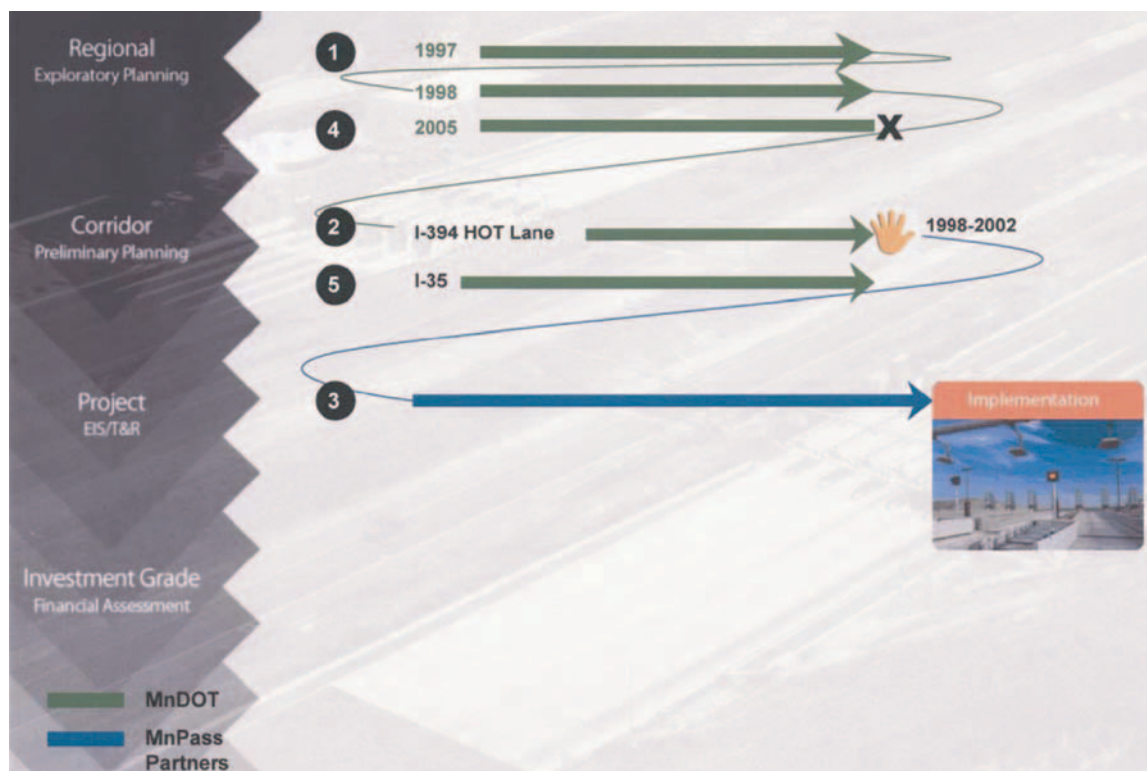 Regional
Exploratory Planning
1
1997
1998
4
2005
X
Corridor
Preliminary Planning
2
I-394 HOT Lane
1998-2002
5
I-35
Project
EIS/T&R
3
Implementation
Investment Grade
Financial Assessment
MnDOT
MnPass
Partners